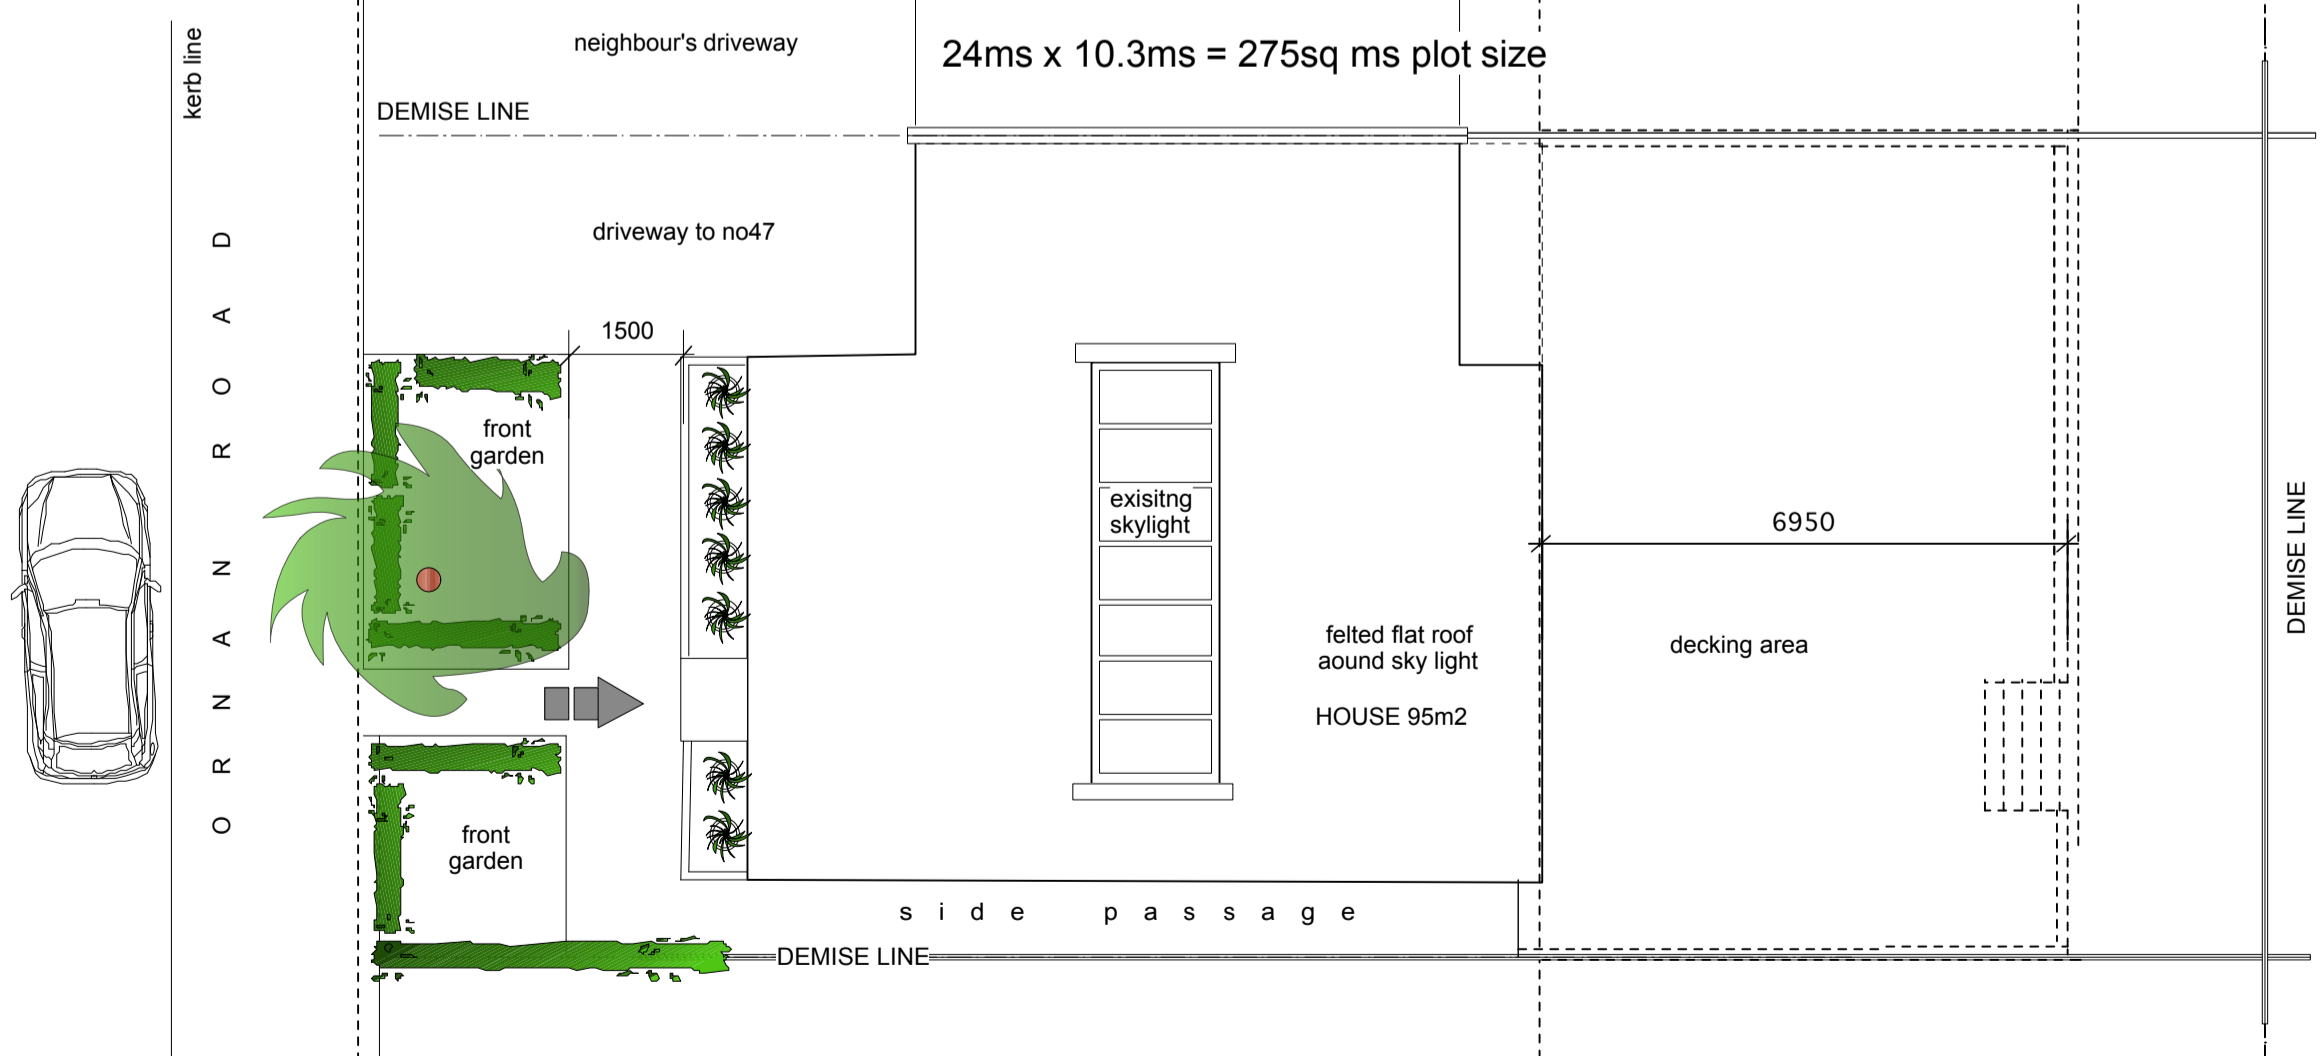 kerb line
neighbour's driveway
24ms x 10.3ms = 275sq ms plot size
DEMISE LINE
driveway to no47
ORNNAN ROAD
1500
front
garden
exisitng
skylight
6950
DEMISE LINE
felted flat roof
aound sky light
decking area
HOUSE 95m2
front
garden
side passage
DEMISE LINE